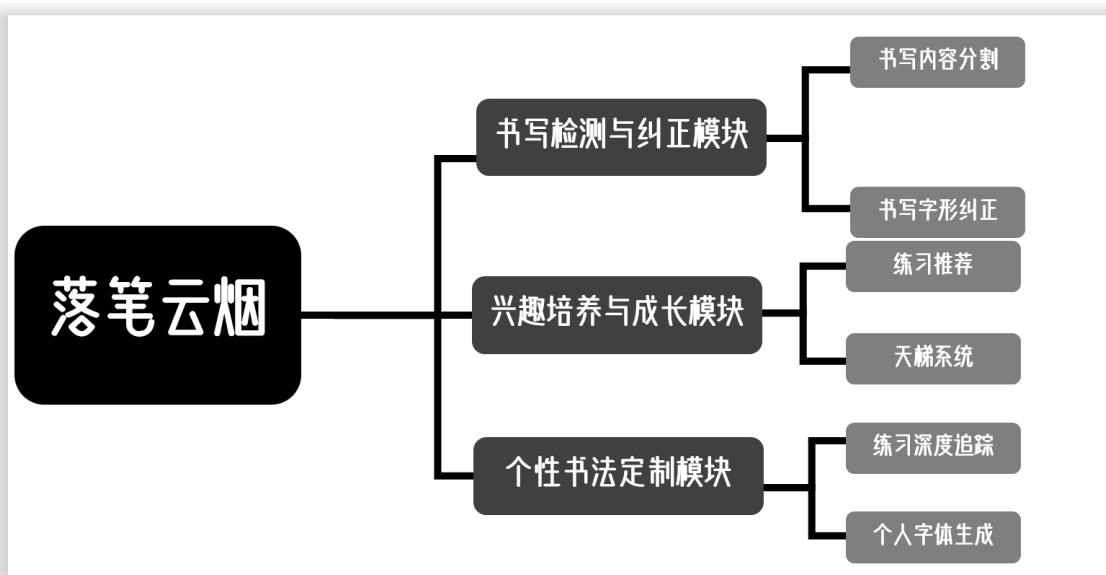 落笔云烟
书写检测与纠正模块
书写内容分割
书写字形纠正
兴趣培养与成长模块
练习推荐
天梯系统
个性书法定制模块
练习深度追踪
个人字体生成